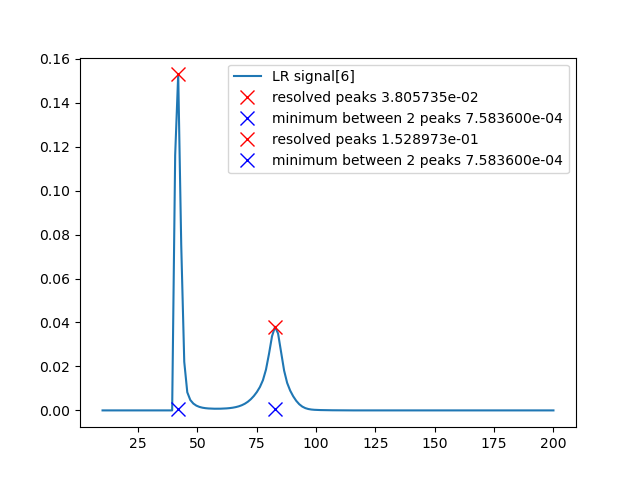 0.16
0.14
0.12
0.10
0.08
0.06
0.04
0.02
0.00
LR signal[6]
resolved peaks 3.805735e-02
minimum between 2 peaks 7.583600e-04
resolved peaks 1.528973e-01
minimum between 2 peaks 7.583600e-04
25 50 75 100 125 150 175 200